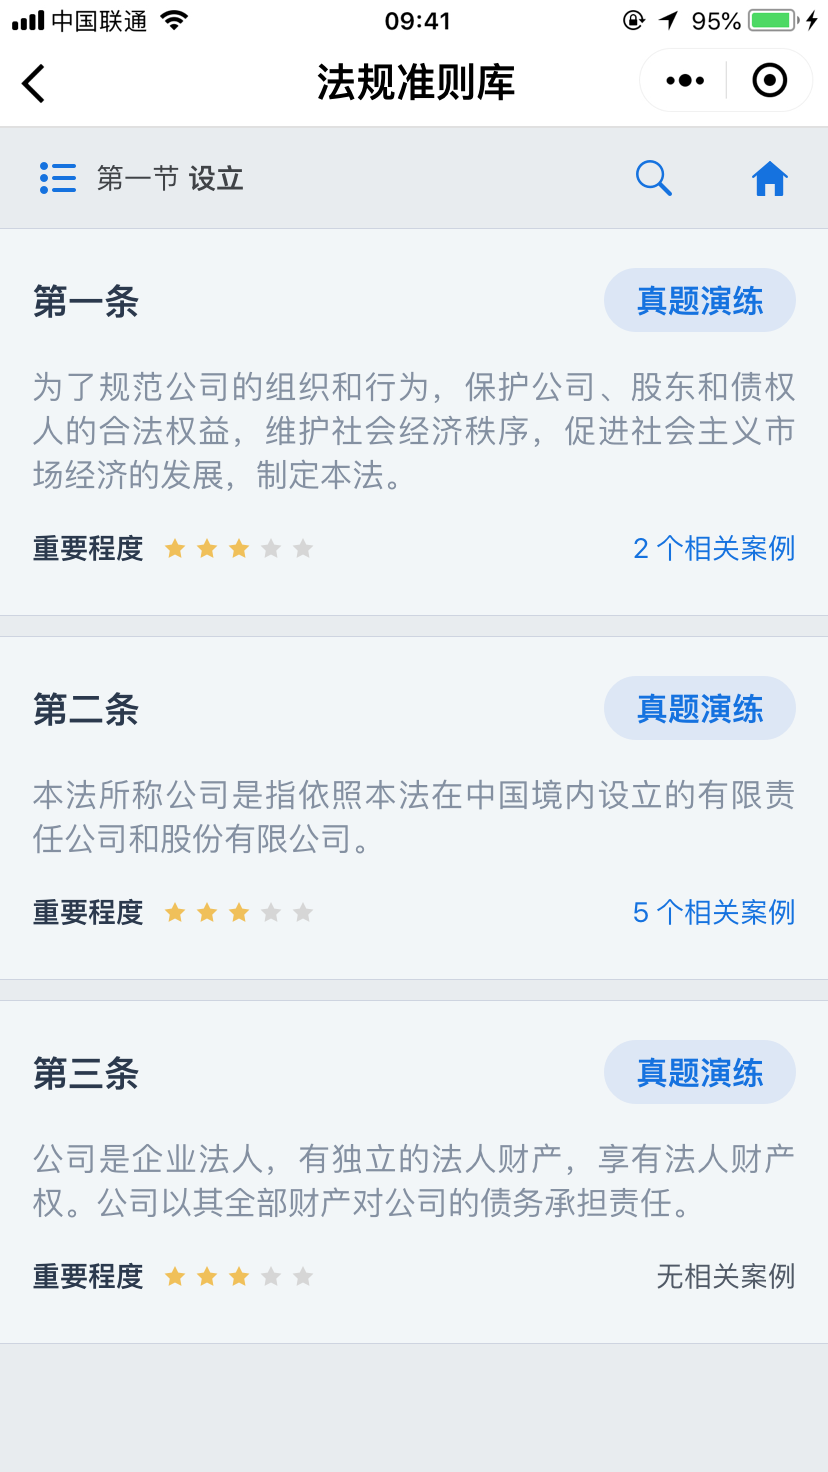 中国联通 09:41 95%
法规准则库
第一节 设立
第一条 真题演练
为了规范公司的组织和行为，保护公司、股东和债权
人的合法权益，维护社会经济秩序，促进社会主义市
场经济的发展，制定本法。
重要程度 2 个相关案例
第二条 真题演练
本法所称公司是指依照本法在中国境内设立的有限责
任公司和股份有限公司。
重要程度 5 个相关案例
第三条 真题演练
公司是企业法人，有独立的法人财产，享有法人财产
权。公司以其全部财产对公司的债务承担责任。
重要程度 无相关案例